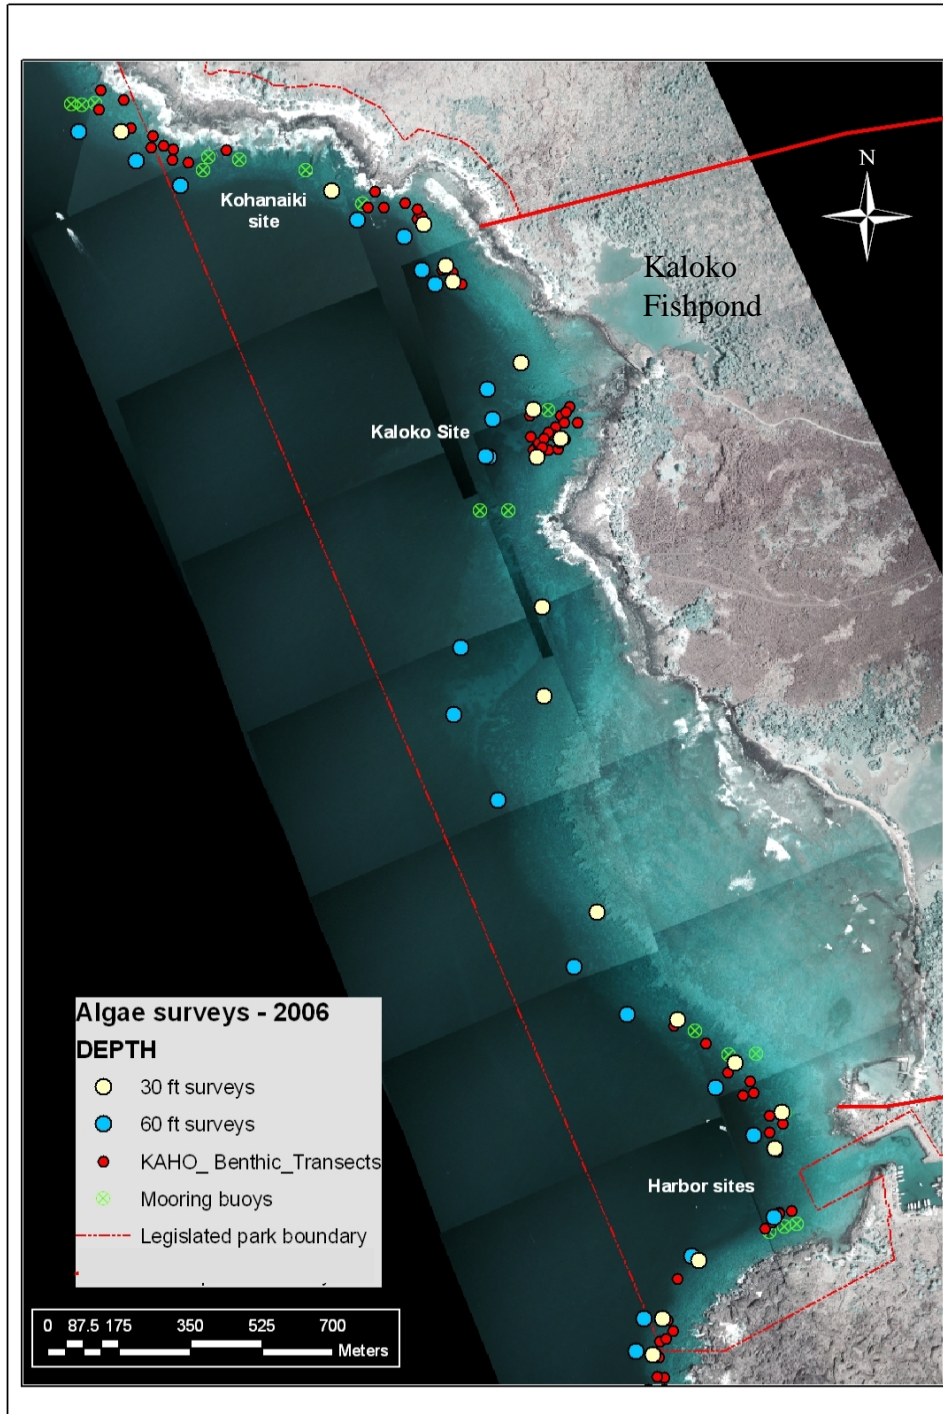 N
Kohanaiki
site
Kaloko
Fishpond
Kaloko Site
Harbor sites
Algae surveys - 2006
DEPTH
30 ft surveys
60 ft surveys
KAHO_ Benthic_Transects
Mooring buoys
Legislated park boundary
0 87.5 175 350 525 700
Meters